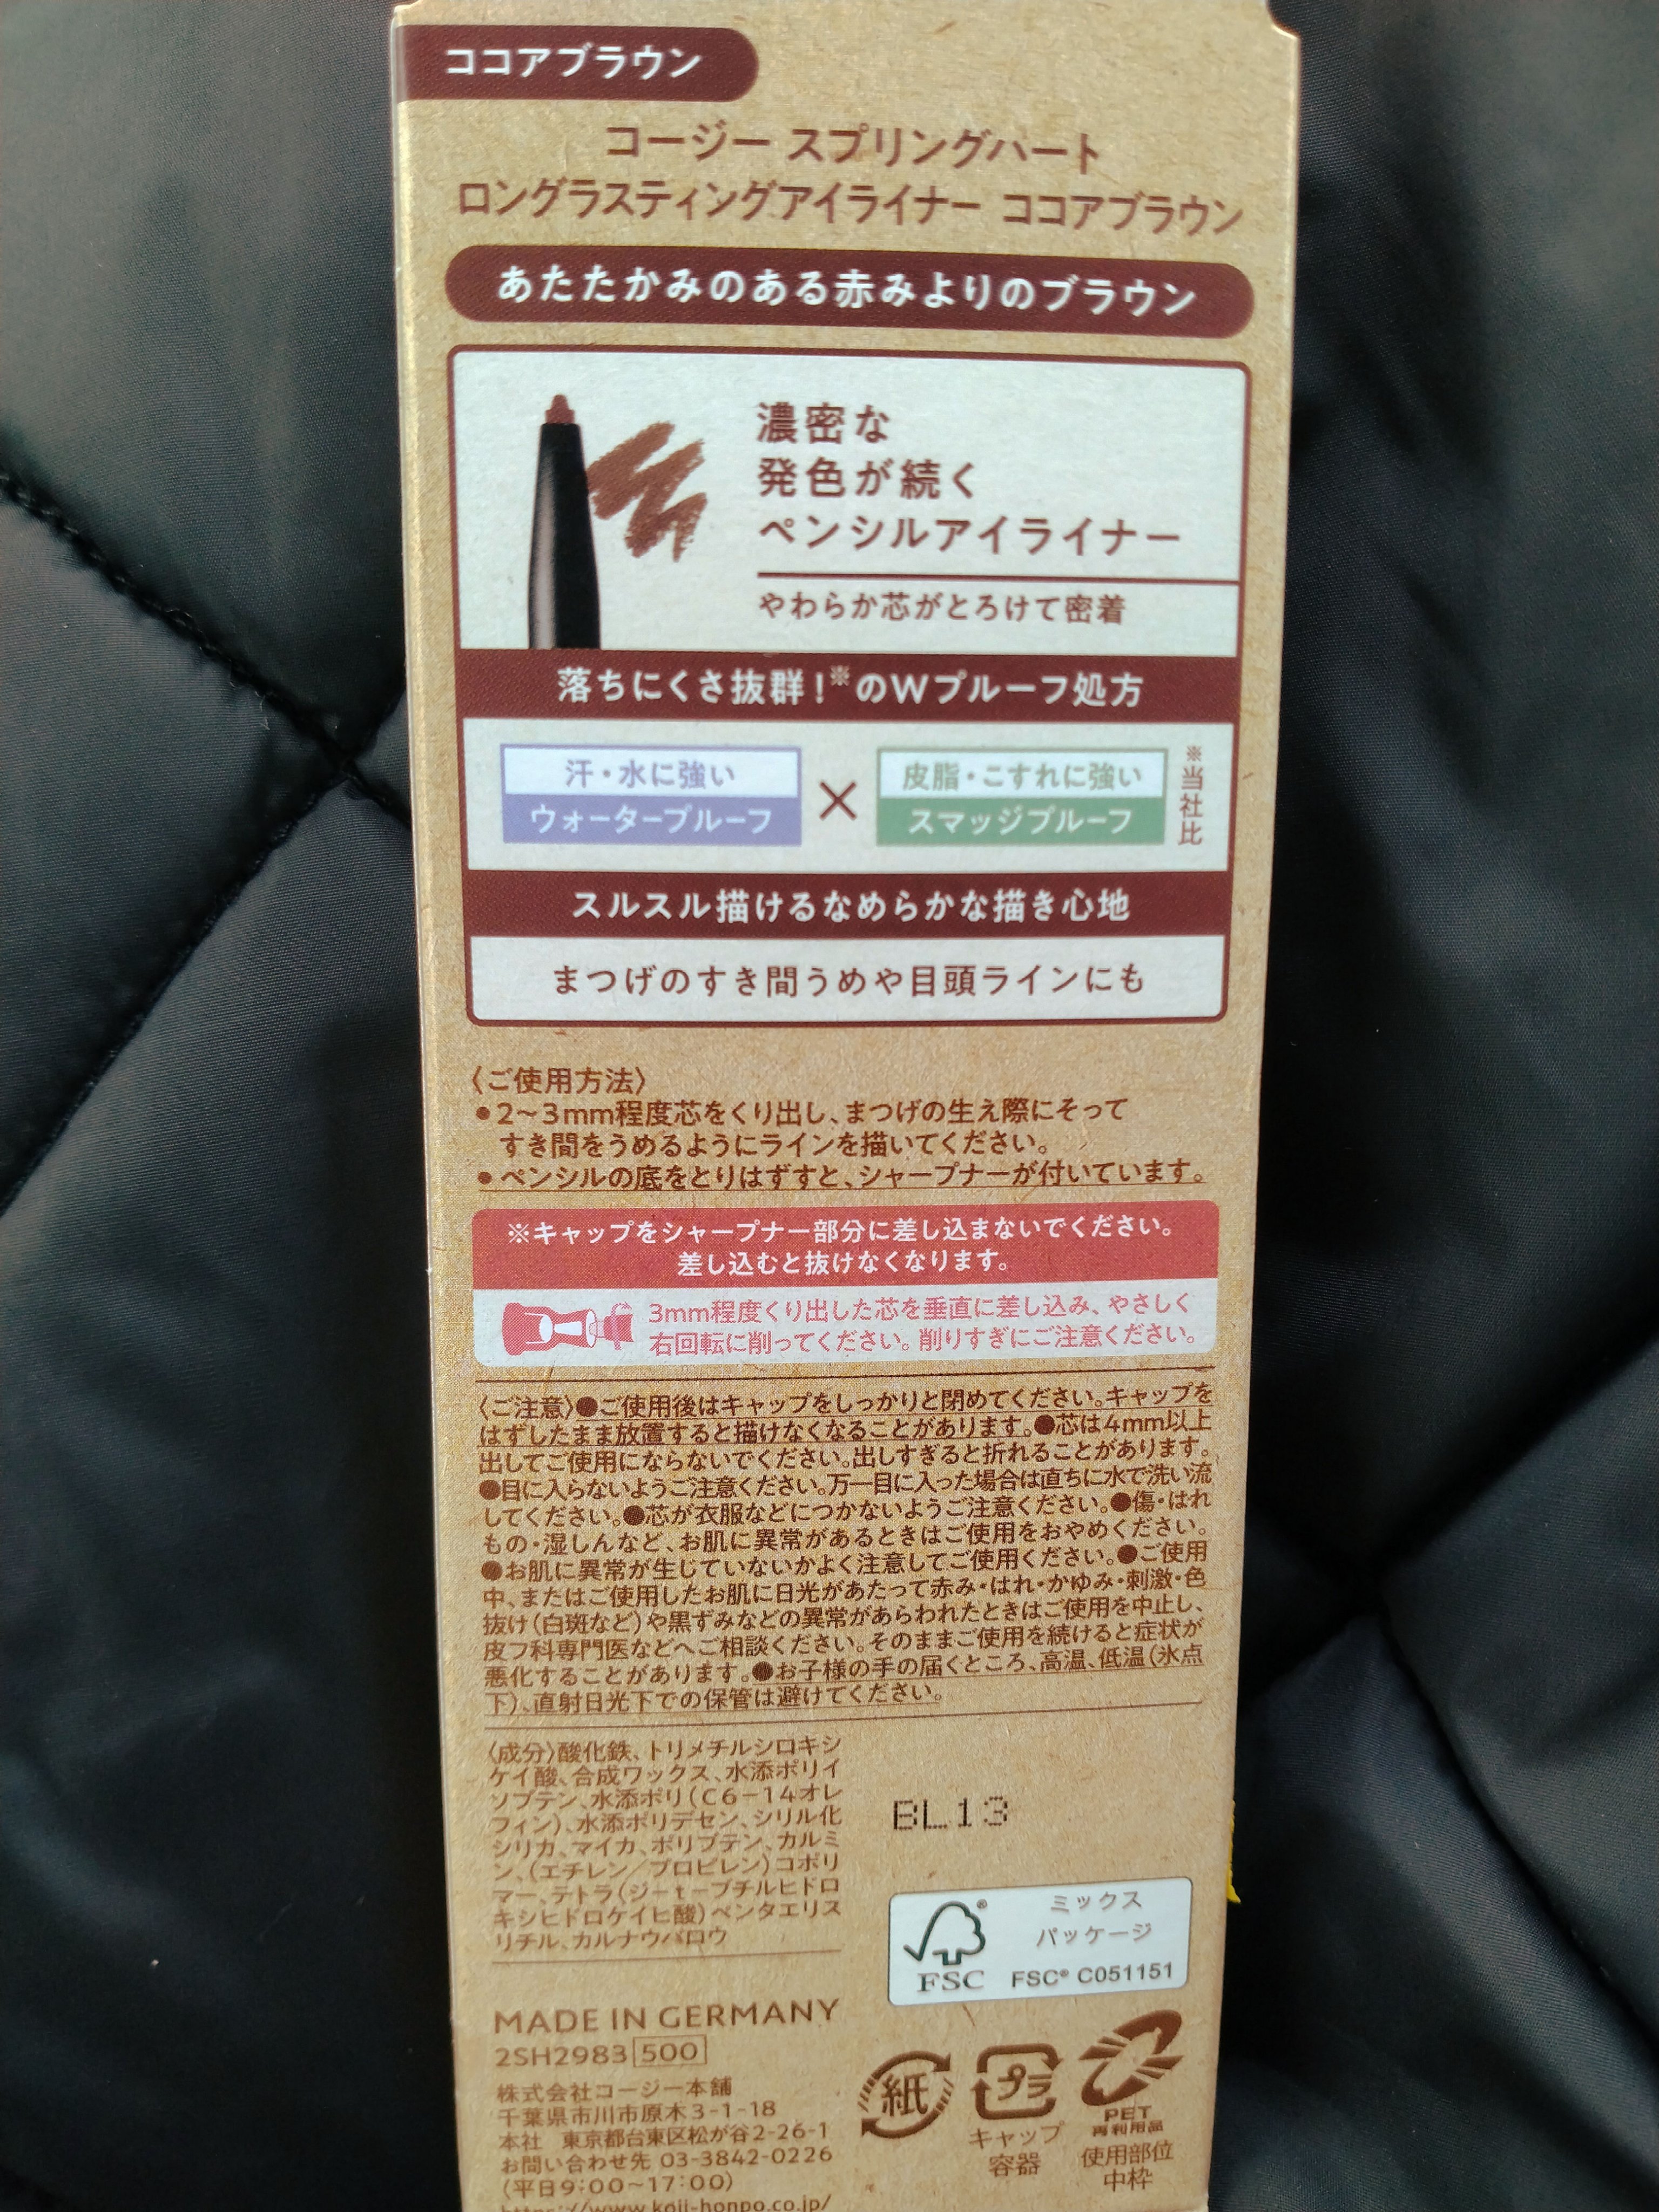 ココアブラウン
コージー スプリングハート
ロングラスティングアイライナー ココアブラウン
あたたかみのある赤みよりのブラウン
濃密な
発色が続く
ペンシルアイライナー
やわらか芯がとろけて密着
落ちにくさ抜群!※のWプルーフ処方
汗・水に強い
ウォータープルーフ
×
皮脂・こすれに強い
スマッジプルーフ
※当社比
スルスル描けるなめらかな描き心地
まつげのすき間うめや目頭ラインにも
〈ご使用方法〉
●2〜3mm程度芯をくり出し、まつげの生え際にそって
すき間をうめるようにラインを描いてください。
●ペンシルの底をとりはずすと、シャープナーが付いています。
※キャップをシャープナー部分に差し込まないでください。
差し込むと抜けなくなります。
3mm程度くり出した芯を垂直に差し込み、やさしく
右回転に削ってください。削りすぎにご注意ください。
〈ご注意〉●ご使用後はキャップをしっかりと閉めてください。キャップを
はずしたまま放置すると描けなくなることがあります。●芯は4mm以上
出してご使用にならないでください。出しすぎると折れることがあります。
●目に入らないようご注意ください。万一目に入った場合は直ちに水で洗い流
してください。●芯が衣服などにつかないようご注意ください。●傷・はれ
もの・湿しんなど、お肌に異常があるときはご使用をおやめください。
●お肌に異常が生じていないかよく注意してご使用ください。●ご使用
中、またはご使用したお肌に日光があたって赤み・はれ・かゆみ・刺激・色
抜け(白斑など)や黒ずみなどの異常があらわれたときはご使用を中止し、
皮フ科専門医などへご相談ください。そのままご使用を続けると症状が
悪化することがあります。●お子様の手の届くところ、高温、低温(氷点
下)、直射日光下での保管は避けてください。
〈成分〉酸化鉄、トリメチルシロキシ
ケイ酸、合成ワックス、水添ポリイ
ソブテン、水添ポリ(C6-14オレ
フィン)、水添ポリデセン、シリル化
シリカ、マイカ、ポリブテン、カルミ
ン、(エチレン/プロピレン)コポリ
マー、テトラ(ジ-t-ブチルヒドロ
キシヒドロケイヒ酸)ペンタエリス
リチル、カルナウバロウ
BL13
FSC®
ミックス
パッケージ
FSC® C051151
MADE IN GERMANY
2SH2983 500
株式会社コージー本舗
千葉県市川市原木3-1-18
本社 東京都台東区松が谷2-26-1
お問い合わせ先 03-3842-0226
(平日9:00〜17:00)
https://www.koji-honpo.co.jp/
紙
プラ
キャップ
容器
PET
再利用品
使用部位
中枠